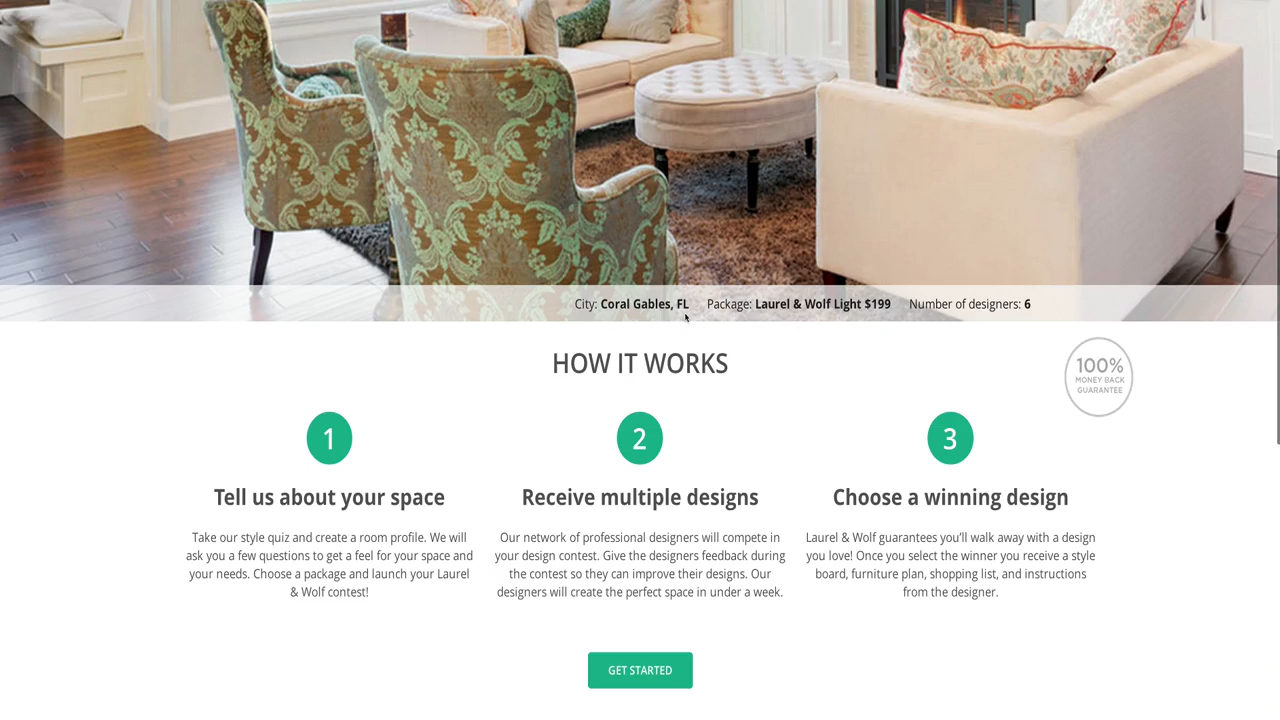 City: Coral Gables, FL Package: Laurel & Wolf Light $199 Number of designers: 6
HOW IT WORKS
100%
MONEY BACK
GUARANTEE
1
2
3
Tell us about your space
Take our style quiz and create a room profile. We will
ask you a few questions to get a feel for your space and
your needs. Choose a package and launch your Laurel
& Wolf contest!
Receive multiple designs
Our network of professional designers will compete in
your design contest. Give the designers feedback during
the contest so they can improve their designs. Our
designers will create the perfect space in under a week.
Choose a winning design
Laurel & Wolf guarantees you’ll walk away with a design
you love! Once you select the winner you receive a style
board, furniture plan, shopping list, and instructions
from the designer.
GET STARTED